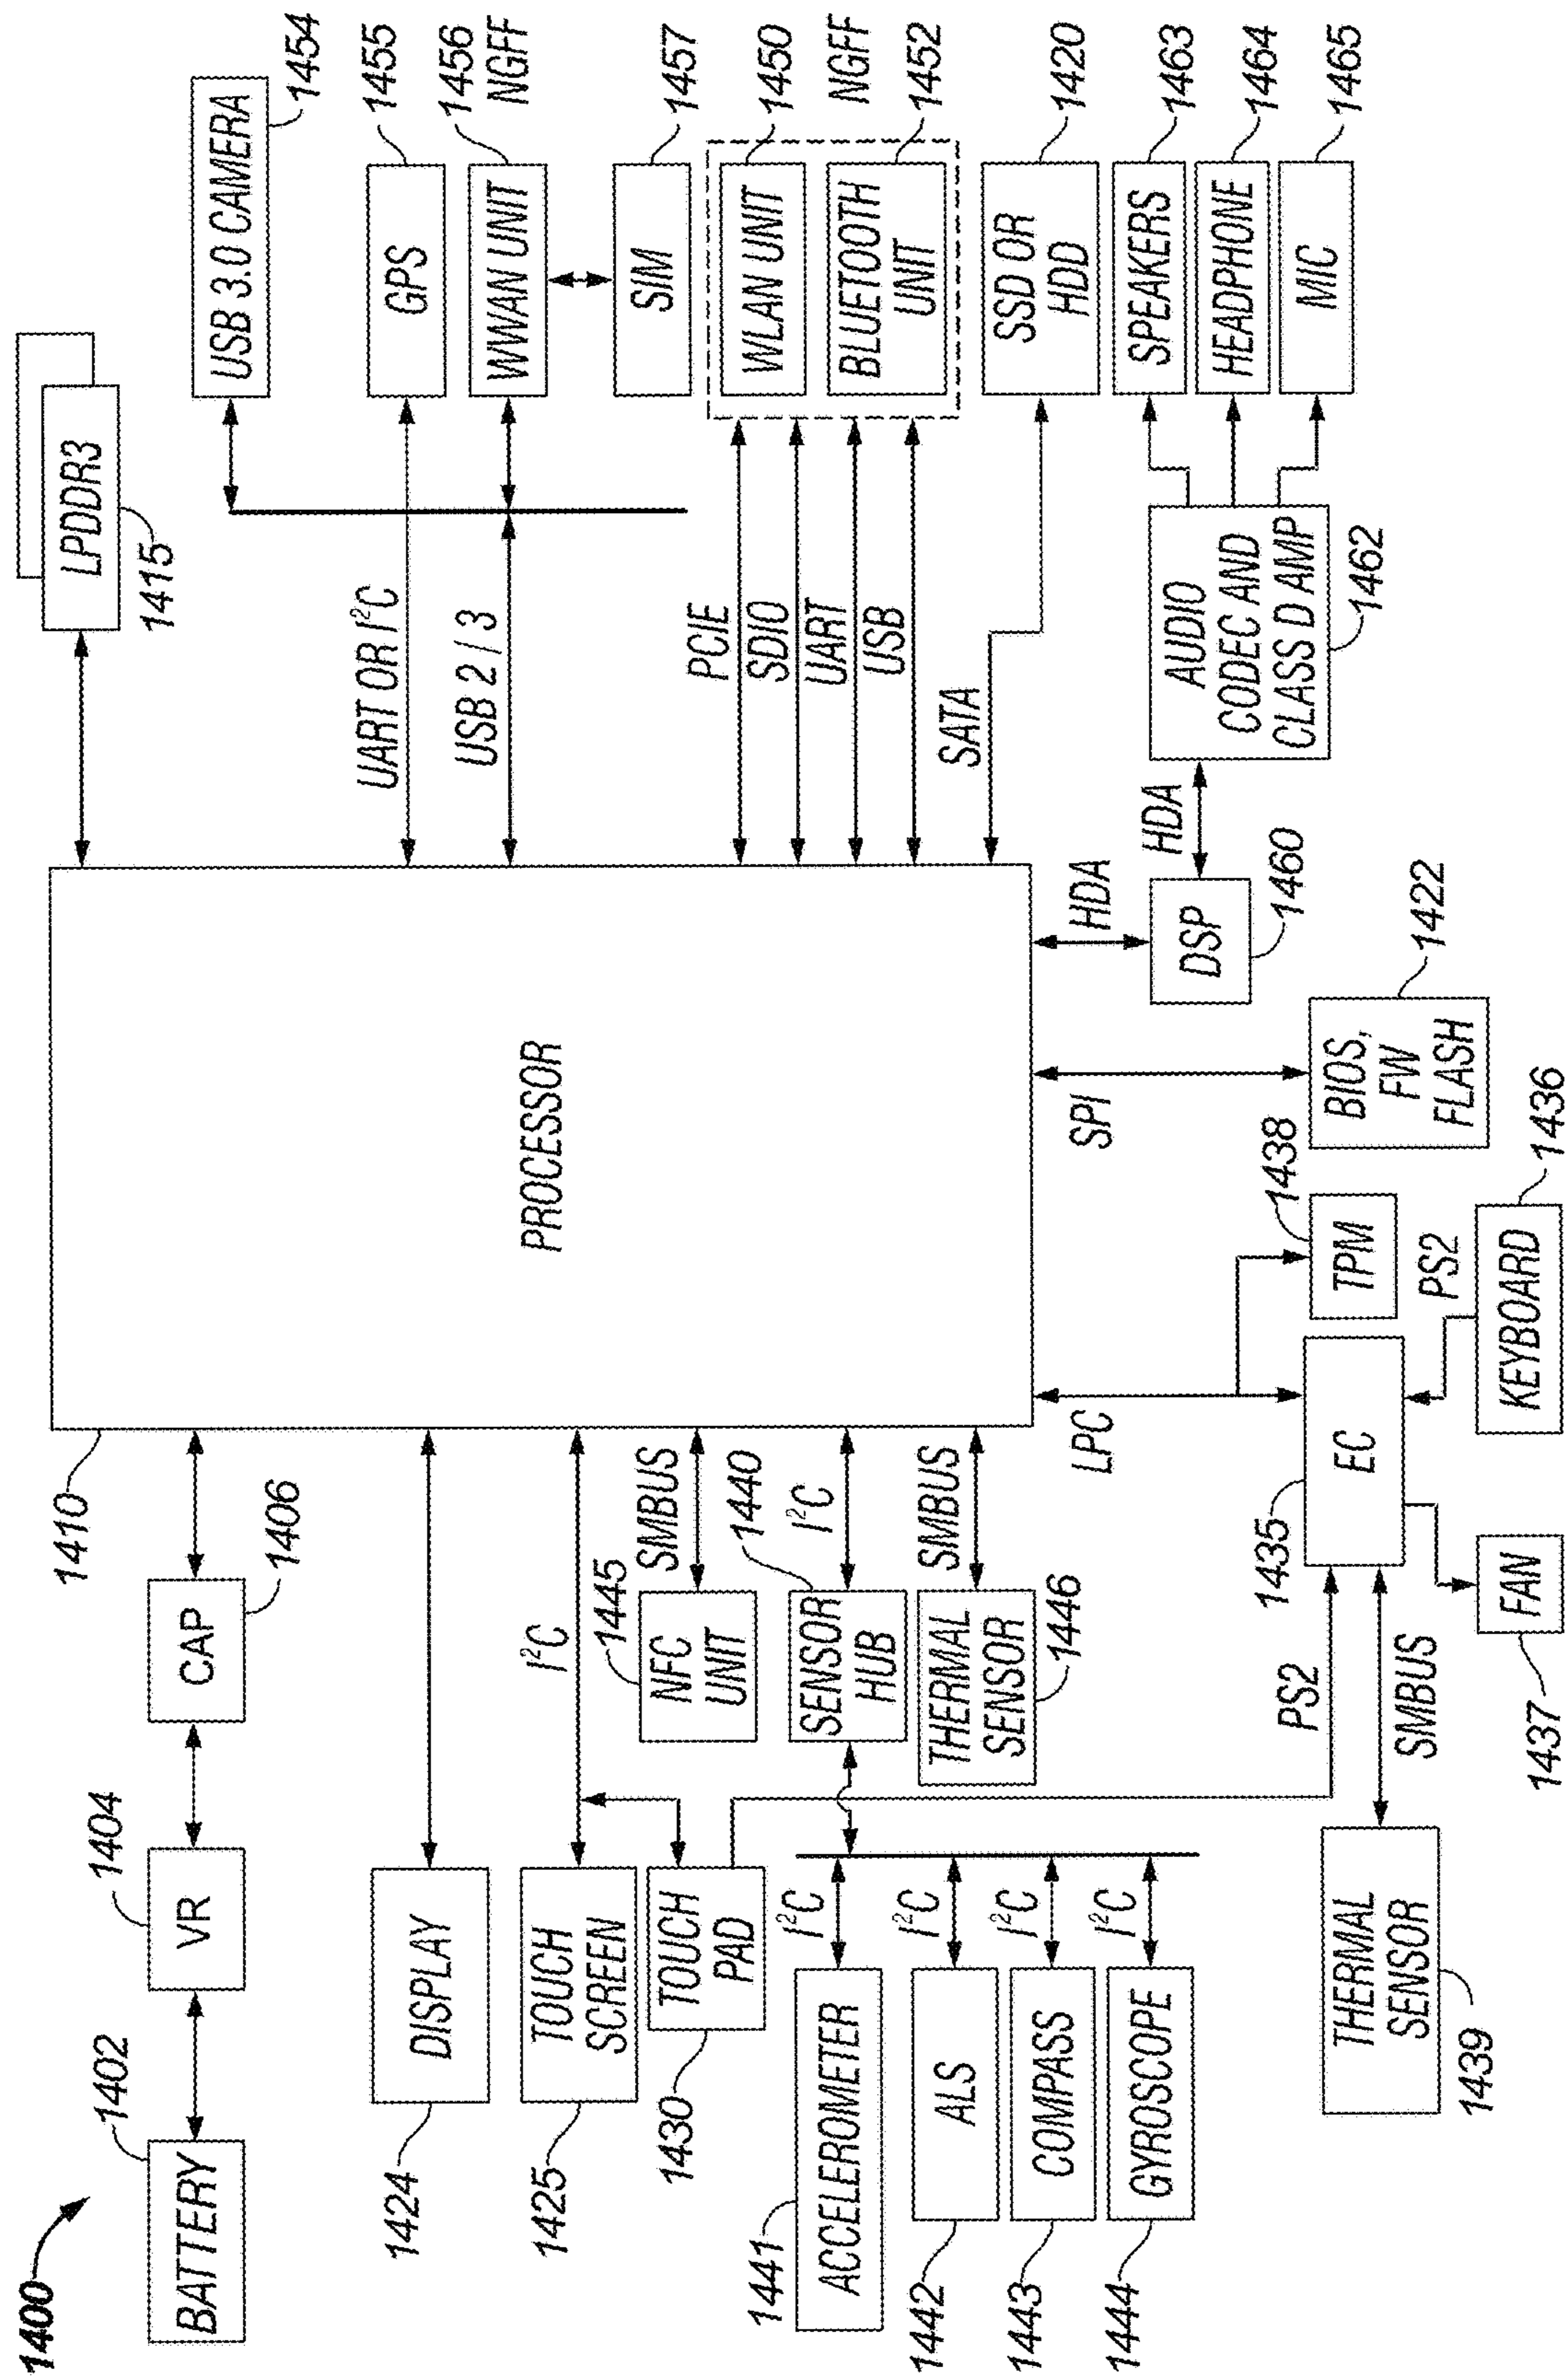 1400
BATTERY
1402
VR
1404
CAP
1406
1410
PROCESSOR
LPDDR3
1415
USB 3.0 CAMERA
1454
UART OR I²C
GPS
1455
USB 2 / 3
WWAN UNIT
1456
NGFF
SIM
1457
PCIE
SDIO
UART
USB
WLAN UNIT
1450
NGFF
BLUETOOTH
UNIT
1452
SATA
SSD OR
HDD
1420
DISPLAY
1424
I²C
TOUCH
SCREEN
1425
TOUCH
PAD
1430
SMBUS
NFC
UNIT
1445
I²C
SENSOR
HUB
1440
SMBUS
THERMAL
SENSOR
1446
I²C
ACCELEROMETER
1441
I²C
ALS
1442
I²C
COMPASS
1443
I²C
GYROSCOPE
1444
PS2
SMBUS
THERMAL
SENSOR
1439
LPC
EC
1435
FAN
1437
PS2
KEYBOARD
1436
TPM
1438
SPI
BIOS,
FW
FLASH
1422
HDA
DSP
1460
HDA
AUDIO
CODEC AND
CLASS D AMP
1462
SPEAKERS
1463
HEADPHONE
1464
MIC
1465